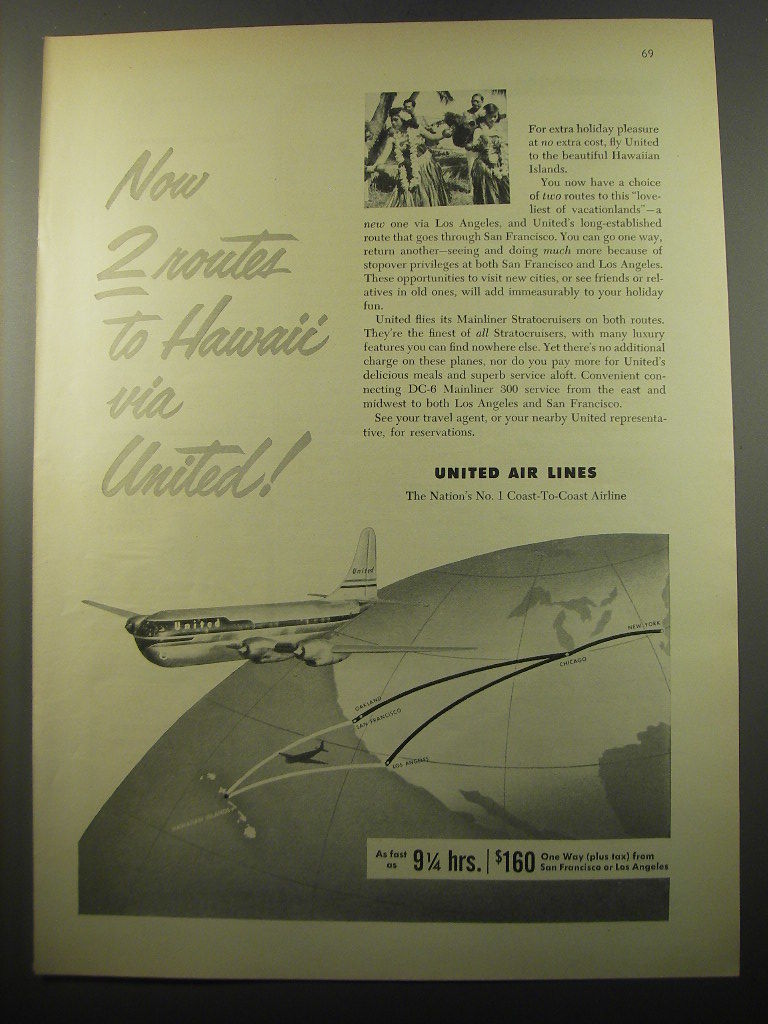 69
Now
2 routes
to Hawaii
via
United!
For extra holiday pleasure
at no extra cost, fly United
to the beautiful Hawaiian
Islands.
You now have a choice
of two routes to this "love-
liest of vacationlands"—a
new one via Los Angeles, and United's long-established
route that goes through San Francisco. You can go one way,
return another—seeing and doing much more because of
stopover privileges at both San Francisco and Los Angeles.
These opportunities to visit new cities, or see friends or rel-
atives in old ones, will add immeasurably to your holiday
fun.
United flies its Mainliner Stratocruisers on both routes.
They're the finest of all Stratocruisers, with many luxury
features you can find nowhere else. Yet there's no additional
charge on these planes, nor do you pay more for United's
delicious meals and superb service aloft. Convenient con-
necting DC-6 Mainliner 300 service from the east and
midwest to both Los Angeles and San Francisco.
See your travel agent, or your nearby United representa-
tive, for reservations.
UNITED AIR LINES
The Nation's No. 1 Coast-To-Coast Airline
United
United
NEW YORK
CHICAGO
OAKLAND
SAN FRANCISCO
LOS ANGELES
HAWAIIAN ISLANDS
As fast
as
9¼ hrs. | $160
One Way (plus tax) from
San Francisco or Los Angeles